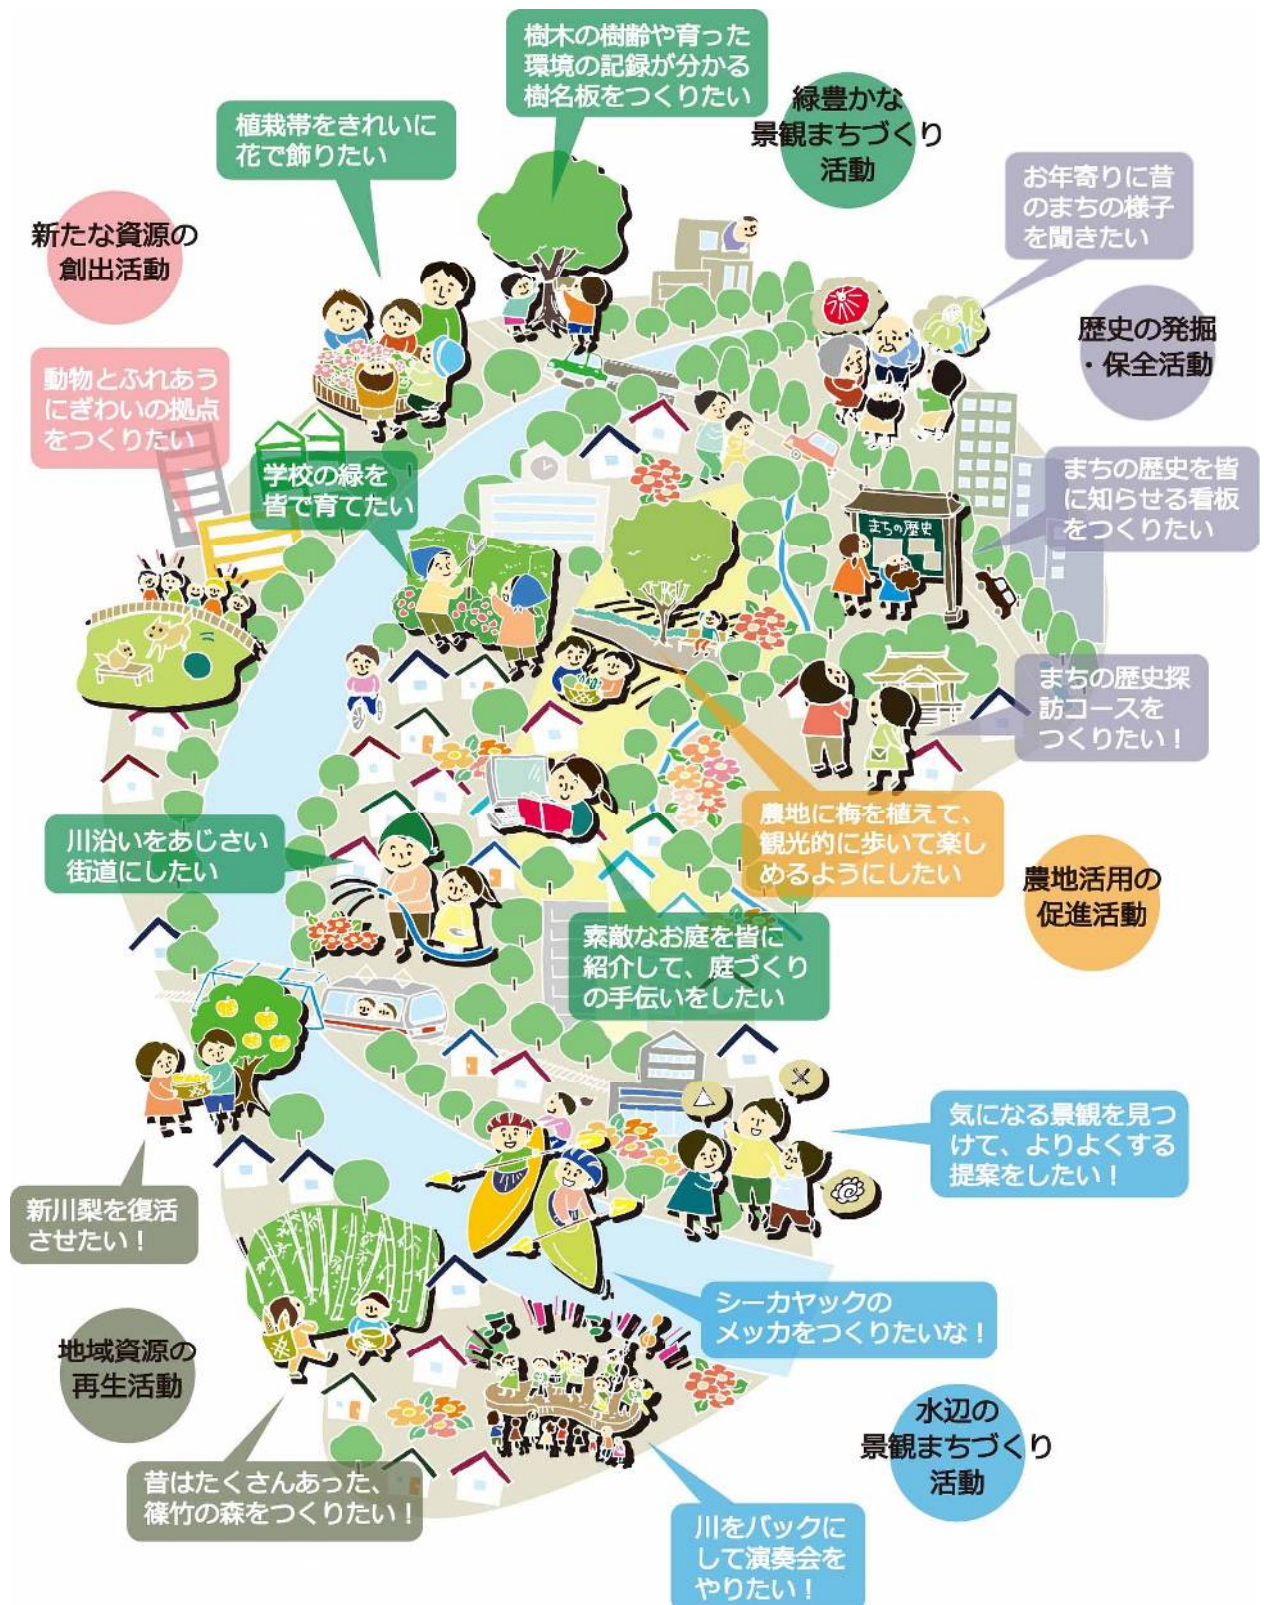 樹木の樹齢や育った
環境の記録が分かる
樹名板をつくりたい
緑豊かな
景観まちづくり
活動
植栽帯をきれいに
花で飾りたい
お年寄りに昔
のまちの様子
を聞きたい
新たな資源の
創出活動
歴史の発掘
・保全活動
動物とふれあう
にぎわいの拠点
をつくりたい
学校の緑を
皆で育てたい
まちの歴史を皆
に知らせる看板
をつくりたい
まちの歴史
まちの歴史探
訪コースを
つくりたい！
農地に梅を植えて、
観光的に歩いて楽し
めるようにしたい
川沿いをあじさい
街道にしたい
農地活用の
促進活動
素敵なお庭を皆に
紹介して、庭づくり
の手伝いをしたい
気になる景観を見つ
けて、よりよくする
提案をしたい！
新川梨を復活
させたい！
シーカヤックの
メッカをつくりたいな！
地域資源の
再生活動
水辺の
景観まちづくり
活動
昔はたくさんあった、
篠竹の森をつくりたい！
川をバックに
して演奏会を
やりたい！